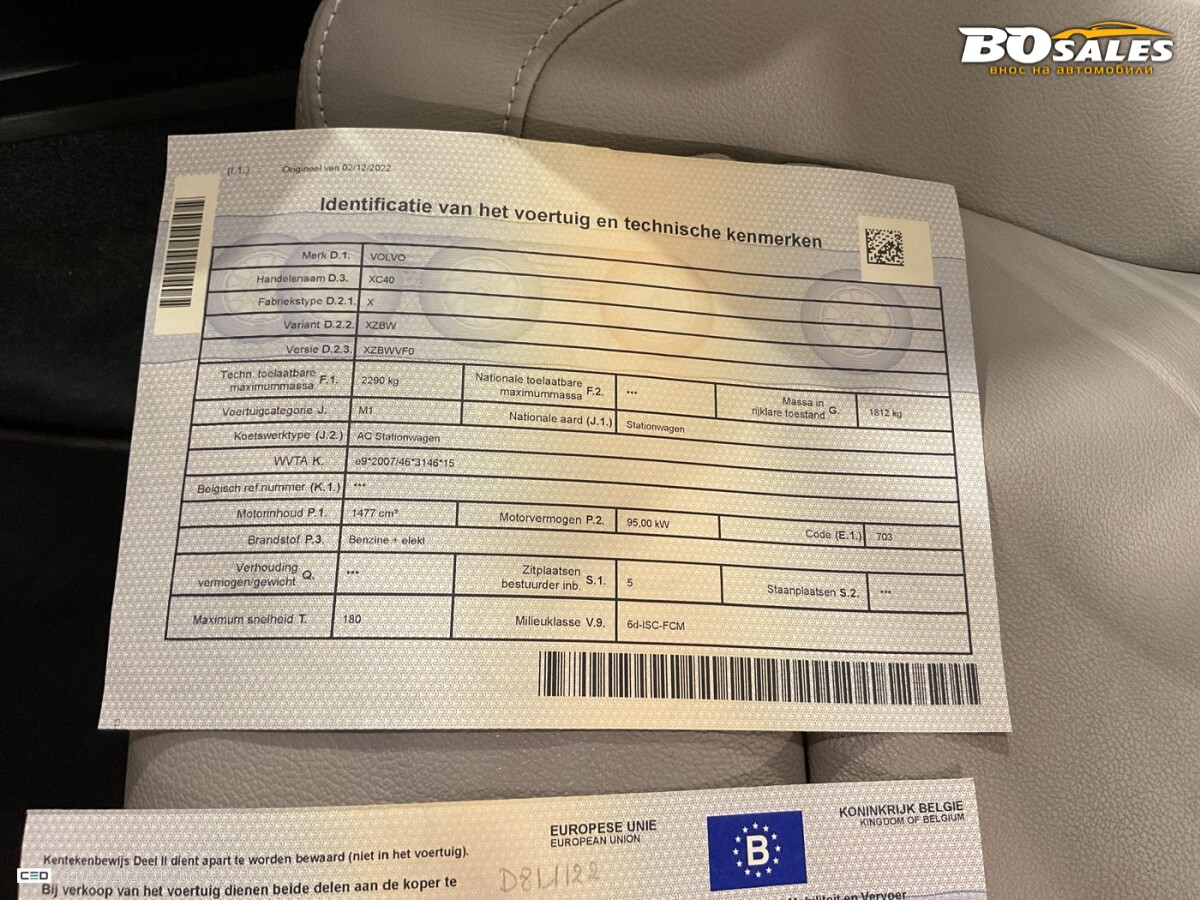 BO SALES
внос на автомобили
(I.1.) Origineel van 02/12/2022
Identificatie van het voertuig en technische kenmerken
Merk D.1. VOLVO
Handelsnaam D.3. XC40
Fabriekstype D.2.1. X
Variant D.2.2. XZBW
Versie D.2.3. XZBWVF0
Techn. toelaatbare maximummassa F.1. 2290 kg Nationale toelaatbare maximummassa F.2. *** Massa in rijklare toestand G. 1812 kg
Voertuigcategorie J. M1 Nationale aard (J.1.) Stationwagen
Koetswerktype (J.2.) AC Stationwagen
WVTA K. e9*2007/46*3146*15
Belgisch ref.nummer (K.1.) ***
Motorinhoud P.1. 1477 cm³ Motorvermogen P.2. 95,00 kW Code (E.1.) 703
Brandstof P.3. Benzine + elekt
Verhouding vermogen/gewicht Q. *** Zitplaatsen bestuurder inb. S.1. 5 Staanplaatsen S.2. ***
Maximum snelheid T. 180 Milieuklasse V.9. 6d-ISC-FCM
EUROPESE UNIE
EUROPEAN UNION
B
KONINKRIJK BELGIE
KINGDOM OF BELGIUM
Kentekenbewijs Deel II dient apart te worden bewaard (niet in het voertuig).
Bij verkoop van het voertuig dienen beide delen aan de koper te
Mobiliteit en Vervoer